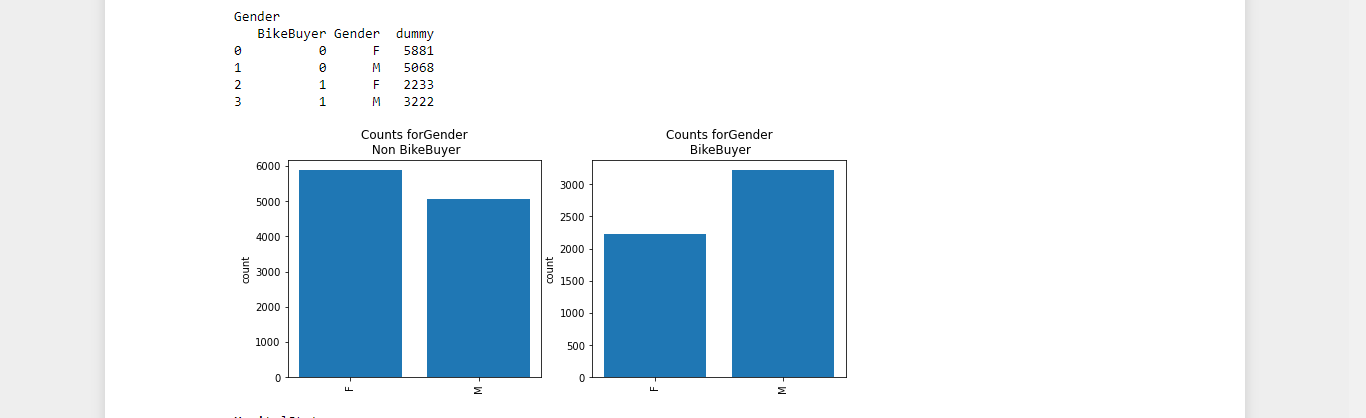 Gender
BikeBuyer Gender dummy
0 0 F 5881
1 0 M 5068
2 1 F 2233
3 1 M 3222
Counts forGender
Non BikeBuyer
6000
5000
4000
3000
2000
1000
0
count
F
M
Counts forGender
BikeBuyer
3000
2500
2000
1500
1000
500
0
count
F
M